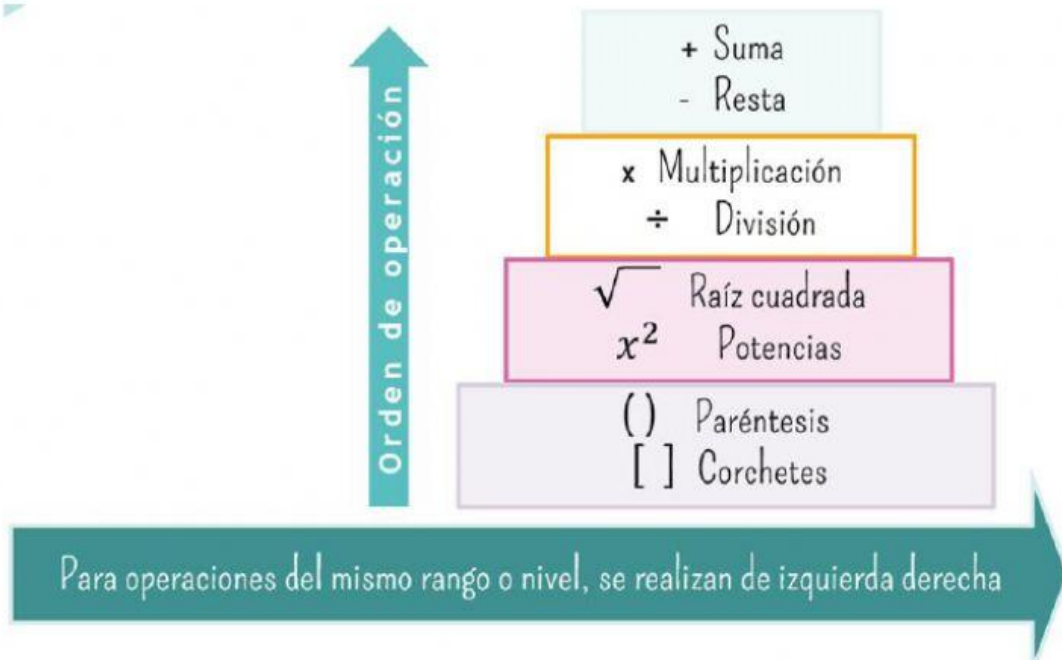 Orden de operación
+ Suma
- Resta
x Multiplicación
÷ División
√ Raíz cuadrada
x² Potencias
( ) Paréntesis
[ ] Corchetes
Para operaciones del mismo rango o nivel, se realizan de izquierda derecha